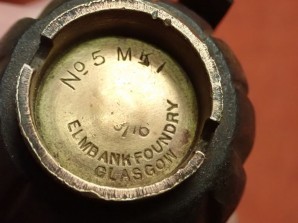 No 5 MK I
5/16
ELMBANK FOUNDRY
GLASGOW